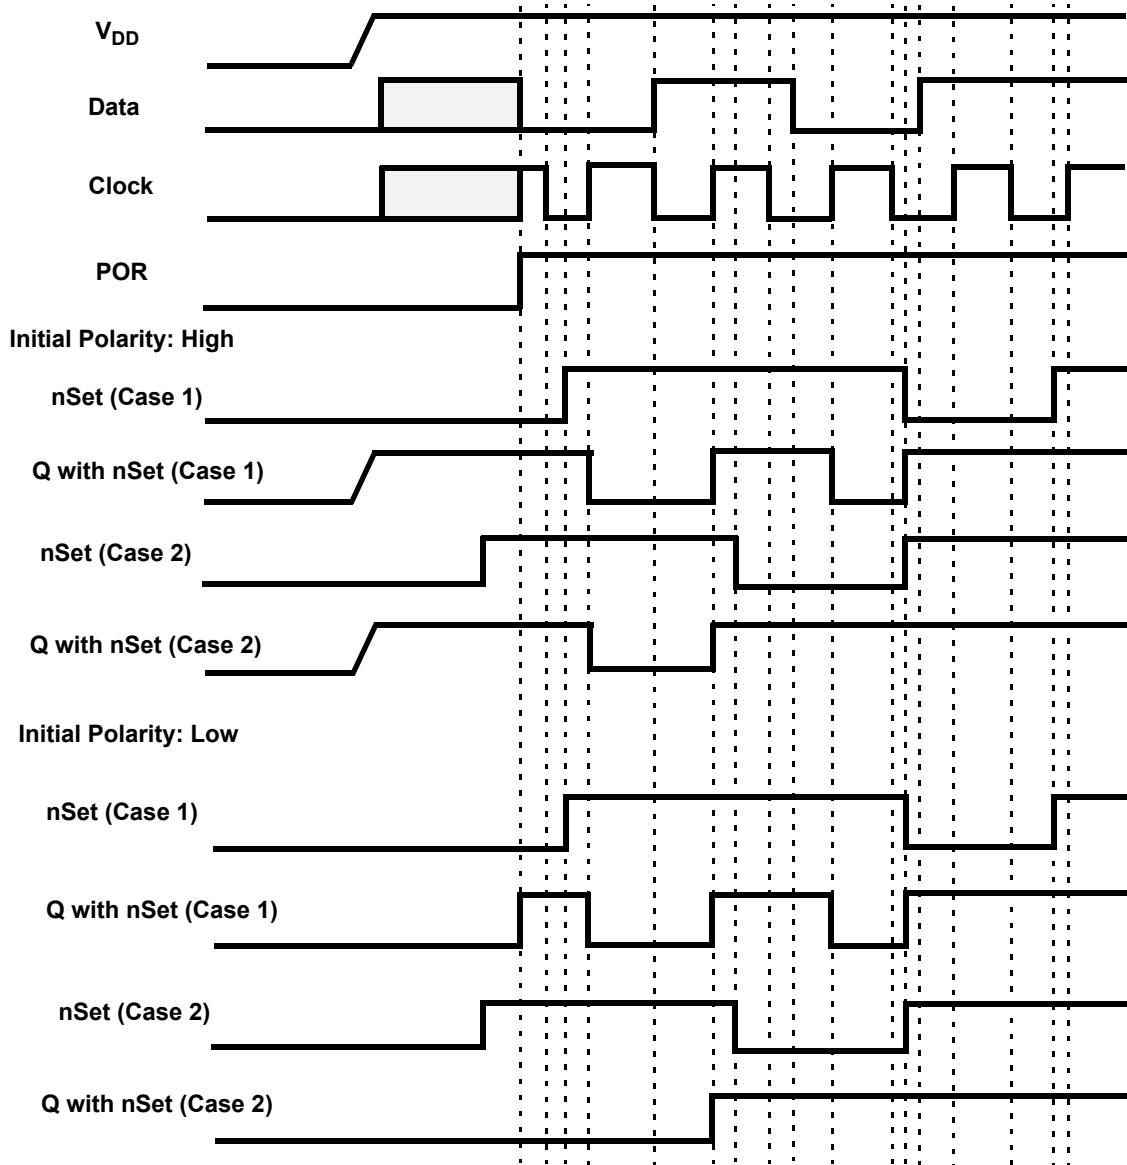 VDD
Data
Clock
POR
Initial Polarity: High
nSet (Case 1)
Q with nSet (Case 1)
nSet (Case 2)
Q with nSet (Case 2)
Initial Polarity: Low
nSet (Case 1)
Q with nSet (Case 1)
nSet (Case 2)
Q with nSet (Case 2)